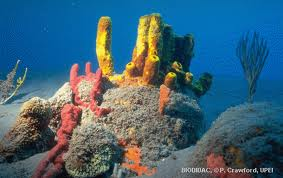 BIODIDAC, © P. Crawford, UPEI